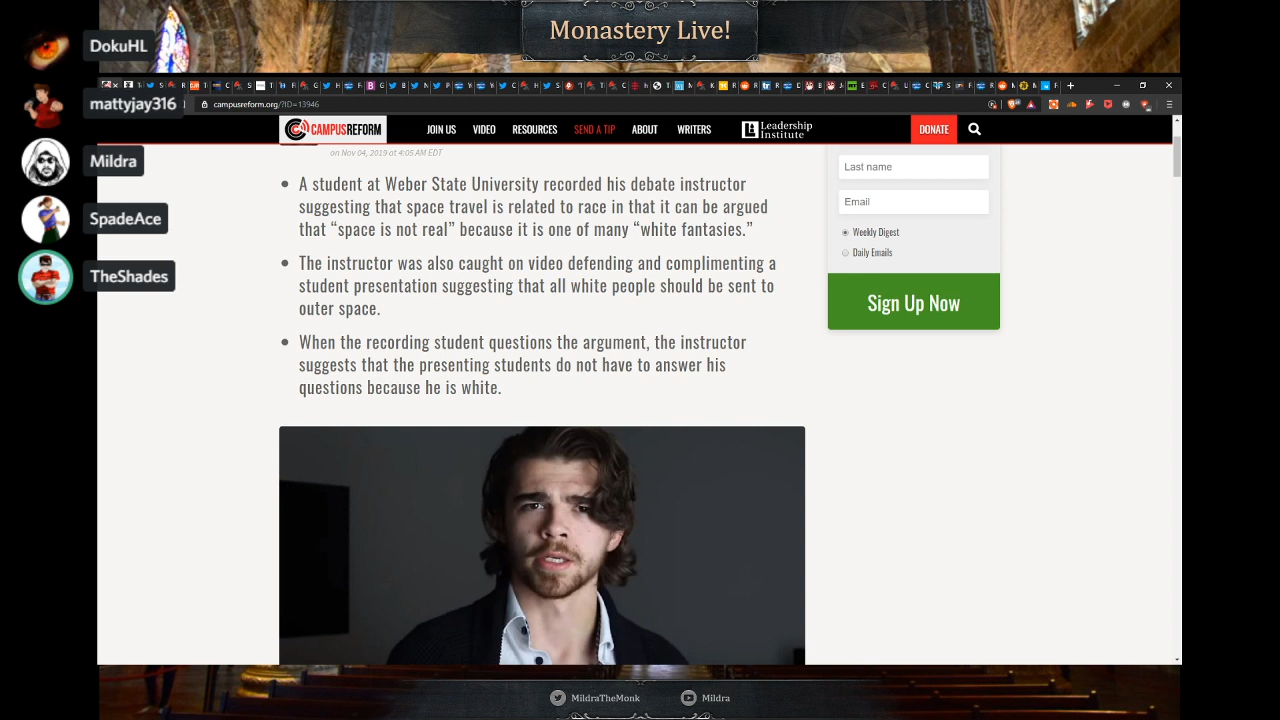 Monastery Live!
DokuHL
mattyjay316
Mildra
SpadeAce
TheShades
campusreform.org/?ID=13946
CAMPUSREFORM
JOIN US
VIDEO
RESOURCES
SEND A TIP
ABOUT
WRITERS
Leadership
Institute
DONATE
on Nov 04, 2019 at 4:05 AM EDT
A student at Weber State University recorded his debate instructor
suggesting that space travel is related to race in that it can be argued
that “space is not real” because it is one of many “white fantasies.”
The instructor was also caught on video defending and complimenting a
student presentation suggesting that all white people should be sent to
outer space.
When the recording student questions the argument, the instructor
suggests that the presenting students do not have to answer his
questions because he is white.
Last name
Email
Weekly Digest
Daily Emails
Sign Up Now
MildraTheMonk
Mildra